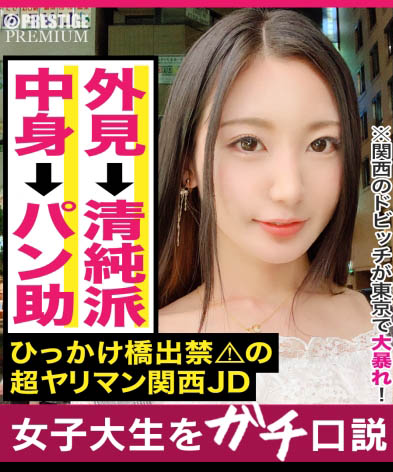 PRESTIGE
PREMIUM
外見➡清純派
中身➡パン助
※関西のドビッチが東京で大暴れ！
ひっかけ橋出禁⚠の
超ヤリマン関西JD
女子大生をガチ口説